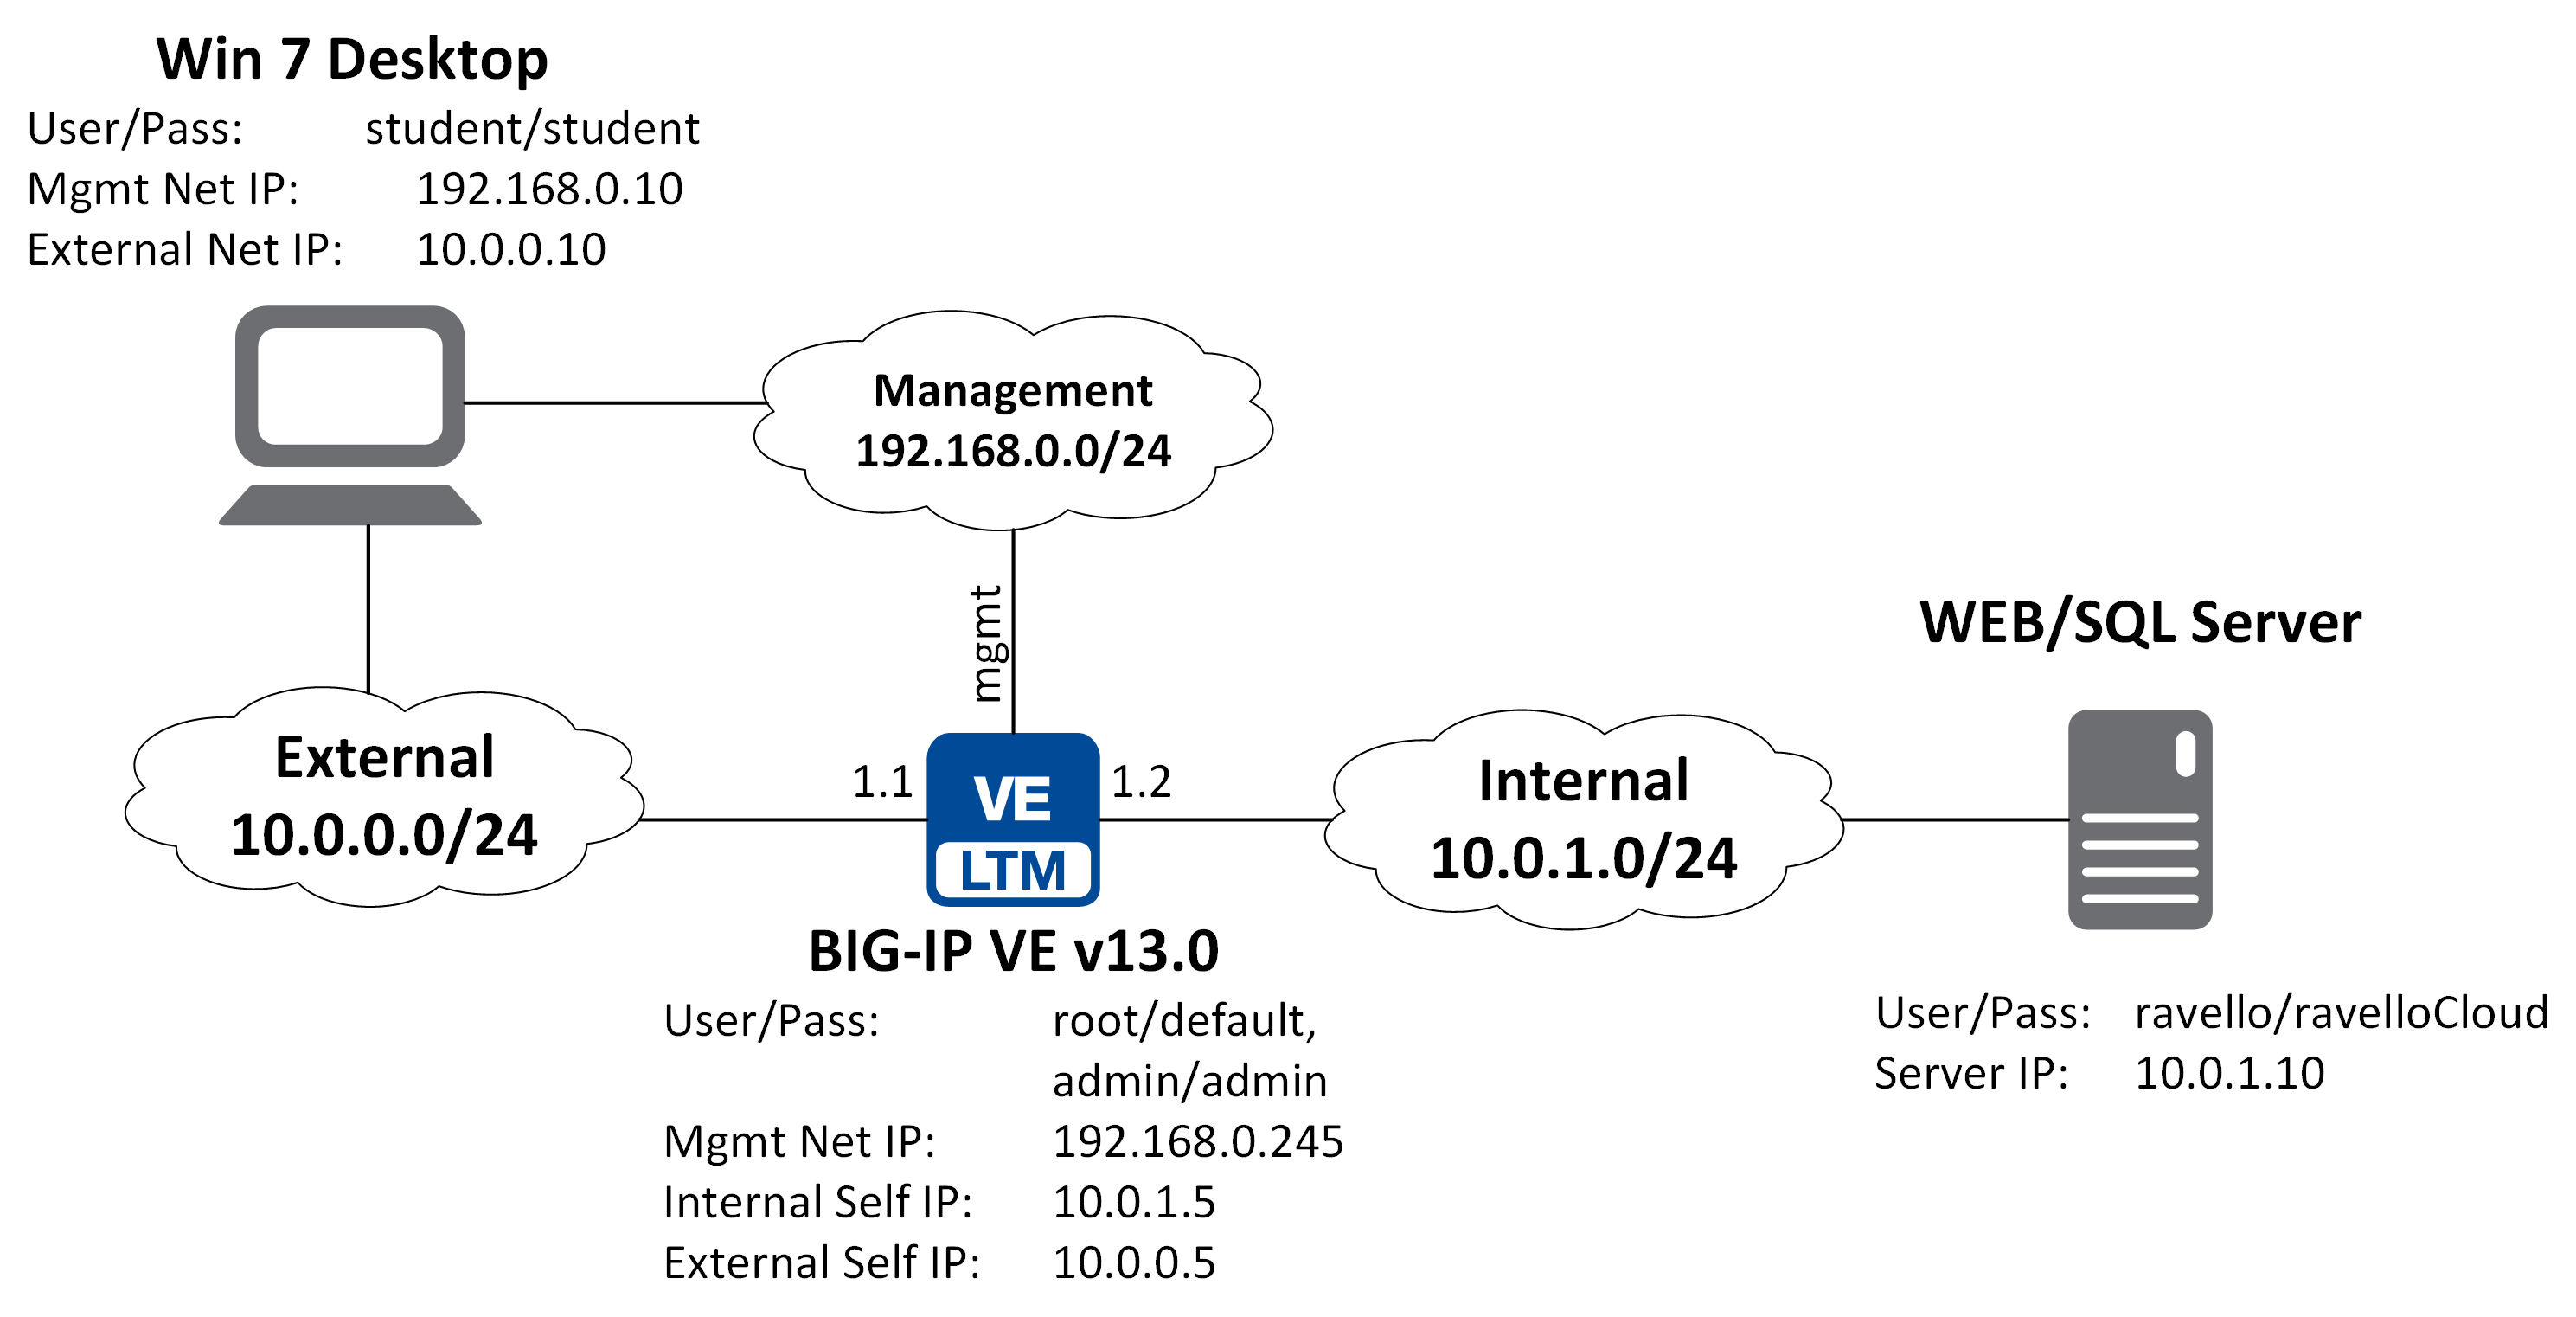 Win 7 Desktop
User/Pass: student/student
Mgmt Net IP: 192.168.0.10
External Net IP: 10.0.0.10
Management
192.168.0.0/24
mgmt
WEB/SQL Server
External
10.0.0.0/24
1.1
VE
LTM
1.2
Internal
10.0.1.0/24
BIG-IP VE v13.0
User/Pass: root/default,
admin/admin
Mgmt Net IP: 192.168.0.245
Internal Self IP: 10.0.1.5
External Self IP: 10.0.0.5
User/Pass: ravello/ravelloCloud
Server IP: 10.0.1.10